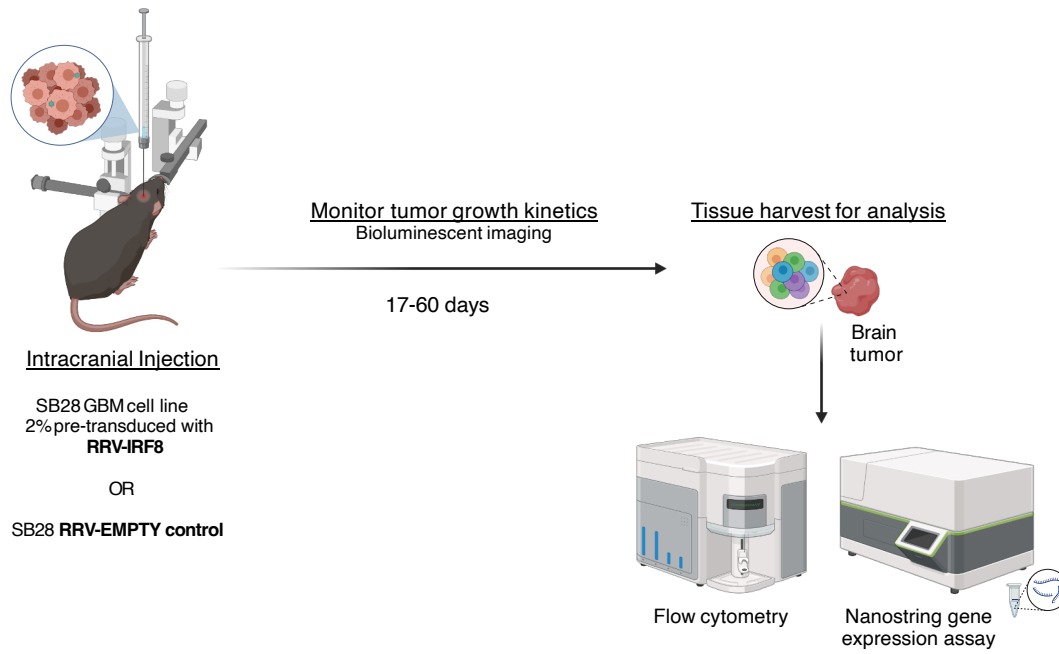 Monitor tumor growth kinetics
Bioluminescent imaging
17-60 days
Tissue harvest for analysis
Brain
tumor
Intracranial Injection
SB28 GBM cell line
2% pre-transduced with
RRV-IRF8
OR
SB28 RRV-EMPTY control
Flow cytometry
Nanostring gene
expression assay